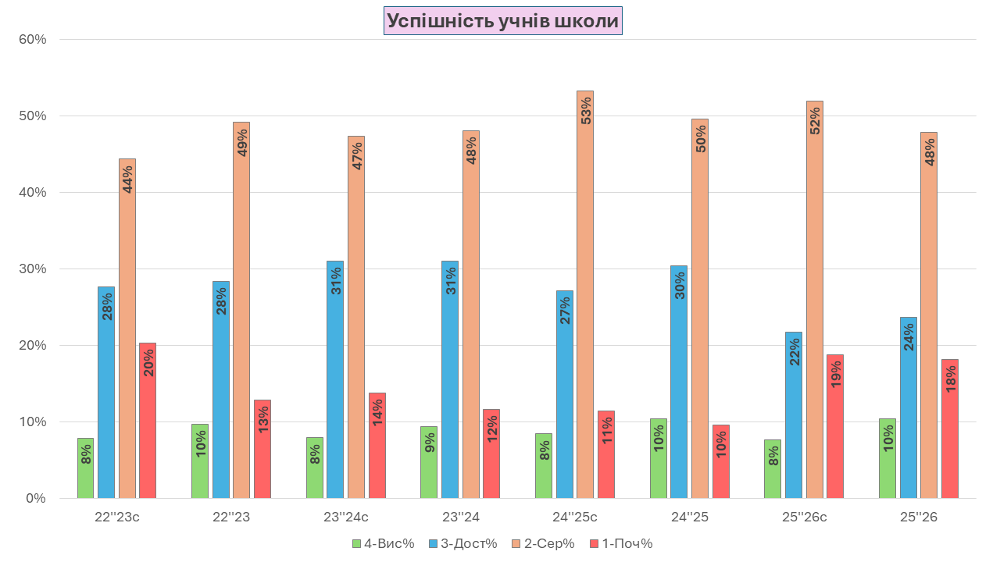 Успішність учнів школи
60%
50%
40%
30%
20%
10%
0%
8% 28% 44% 20%
10% 28% 49% 13%
8% 31% 47% 14%
9% 31% 48% 12%
8% 27% 53% 11%
10% 30% 50% 10%
8% 22% 52% 19%
10% 24% 48% 18%
22''23с 22''23 23''24с 23''24 24''25с 24''25 25''26с 25''26
4-Вис% 3-Дост% 2-Сер% 1-Поч%